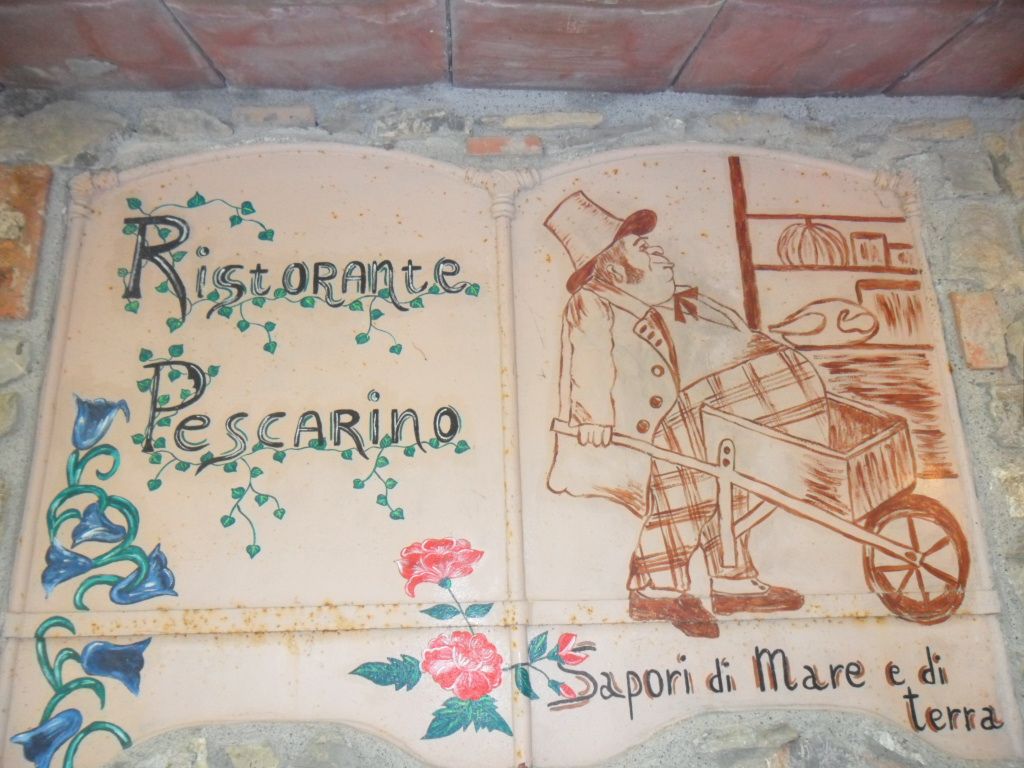 Ristorante
Pescarino
Sapori di Mare e di
terra